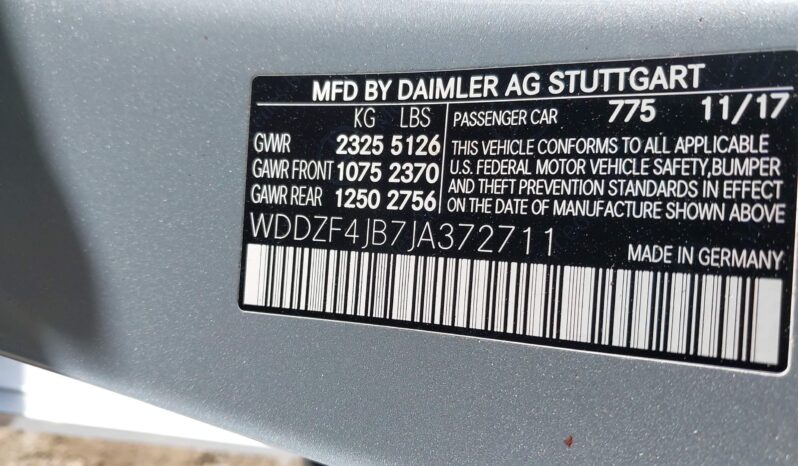 MFD BY DAIMLER AG STUTTGART
KG LBS
GVWR 2325 5126
GAWR FRONT 1075 2370
GAWR REAR 1250 2756
PASSENGER CAR 775 11/17
THIS VEHICLE CONFORMS TO ALL APPLICABLE
U.S. FEDERAL MOTOR VEHICLE SAFETY,BUMPER
AND THEFT PREVENTION STANDARDS IN EFFECT
ON THE DATE OF MANUFACTURE SHOWN ABOVE
WDDZF4JB7JA372711
MADE IN GERMANY